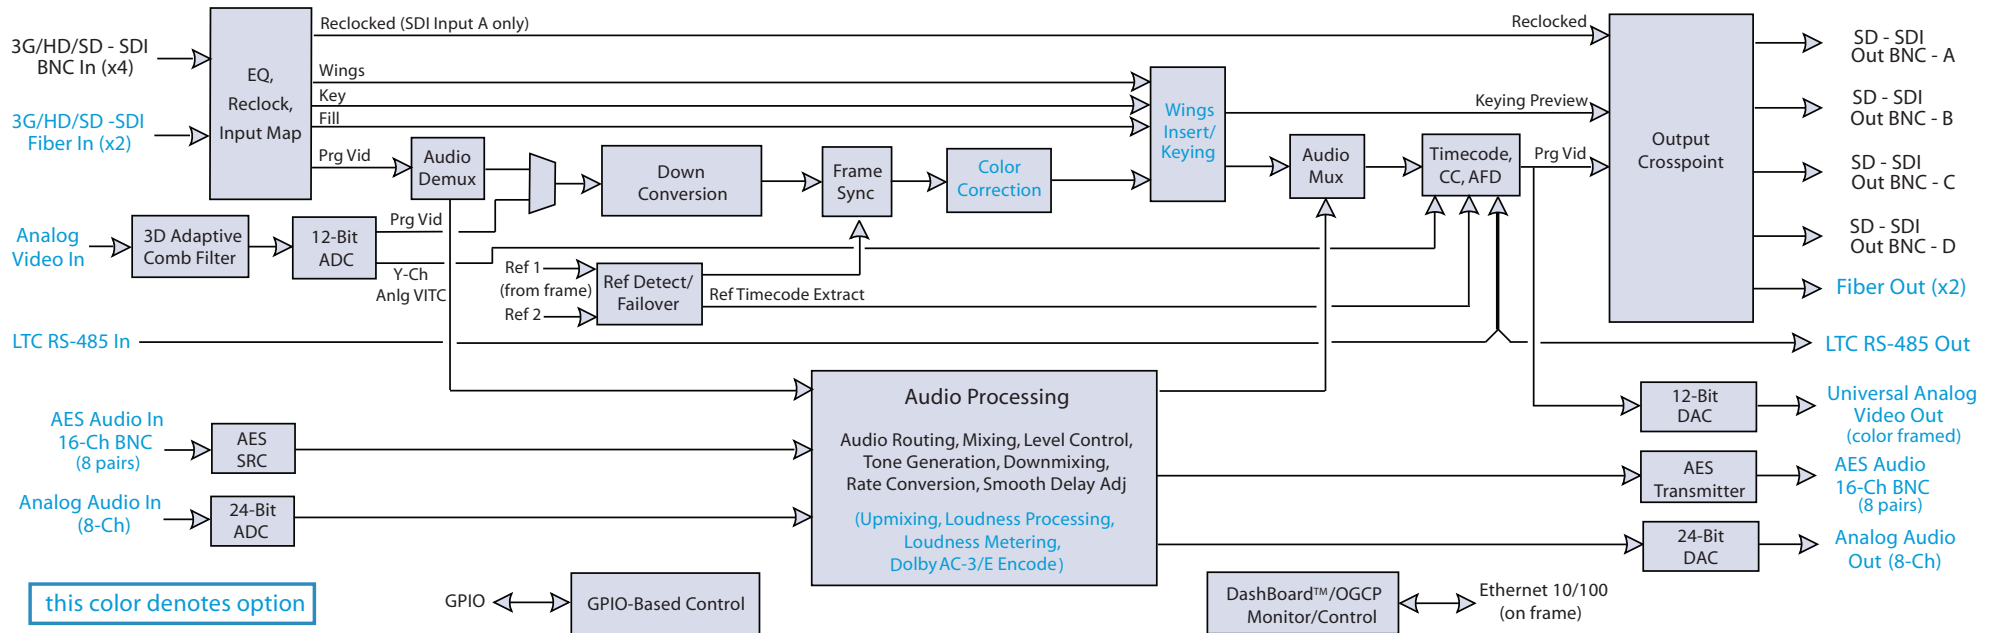 3G/HD/SD - SDI
BNC In (x4)
3G/HD/SD -SDI
Fiber In (x2)
EQ,
Reclock,
Input Map
Reclocked (SDI Input A only)
Wings
Key
Fill
Prg Vid
Audio
Demux
Down
Conversion
Frame
Sync
Color
Correction
Wings
Insert/
Keying
Reclocked
Keying Preview
Audio
Mux
Timecode,
CC, AFD
Prg Vid
Output
Crosspoint
SD - SDI
Out BNC - A
SD - SDI
Out BNC - B
SD - SDI
Out BNC - C
SD - SDI
Out BNC - D
Fiber Out (x2)
Analog
Video In
3D Adaptive
Comb Filter
12-Bit
ADC
Prg Vid
Y-Ch
Anlg VITC
Ref 1
(from frame)
Ref 2
Ref Detect/
Failover
Ref Timecode Extract
LTC RS-485 In
LTC RS-485 Out
AES Audio In
16-Ch BNC
(8 pairs)
AES
SRC
Analog Audio In
(8-Ch)
24-Bit
ADC
Audio Processing
Audio Routing, Mixing, Level Control,
Tone Generation, Downmixing,
Rate Conversion, Smooth Delay Adj
(Upmixing, Loudness Processing,
Loudness Metering,
Dolby AC-3/E Encode)
12-Bit
DAC
Universal Analog
Video Out
(color framed)
AES
Transmitter
AES Audio
16-Ch BNC
(8 pairs)
24-Bit
DAC
Analog Audio
Out (8-Ch)
this color denotes option
GPIO
GPIO-Based Control
DashBoard™/OGCP
Monitor/Control
Ethernet 10/100
(on frame)